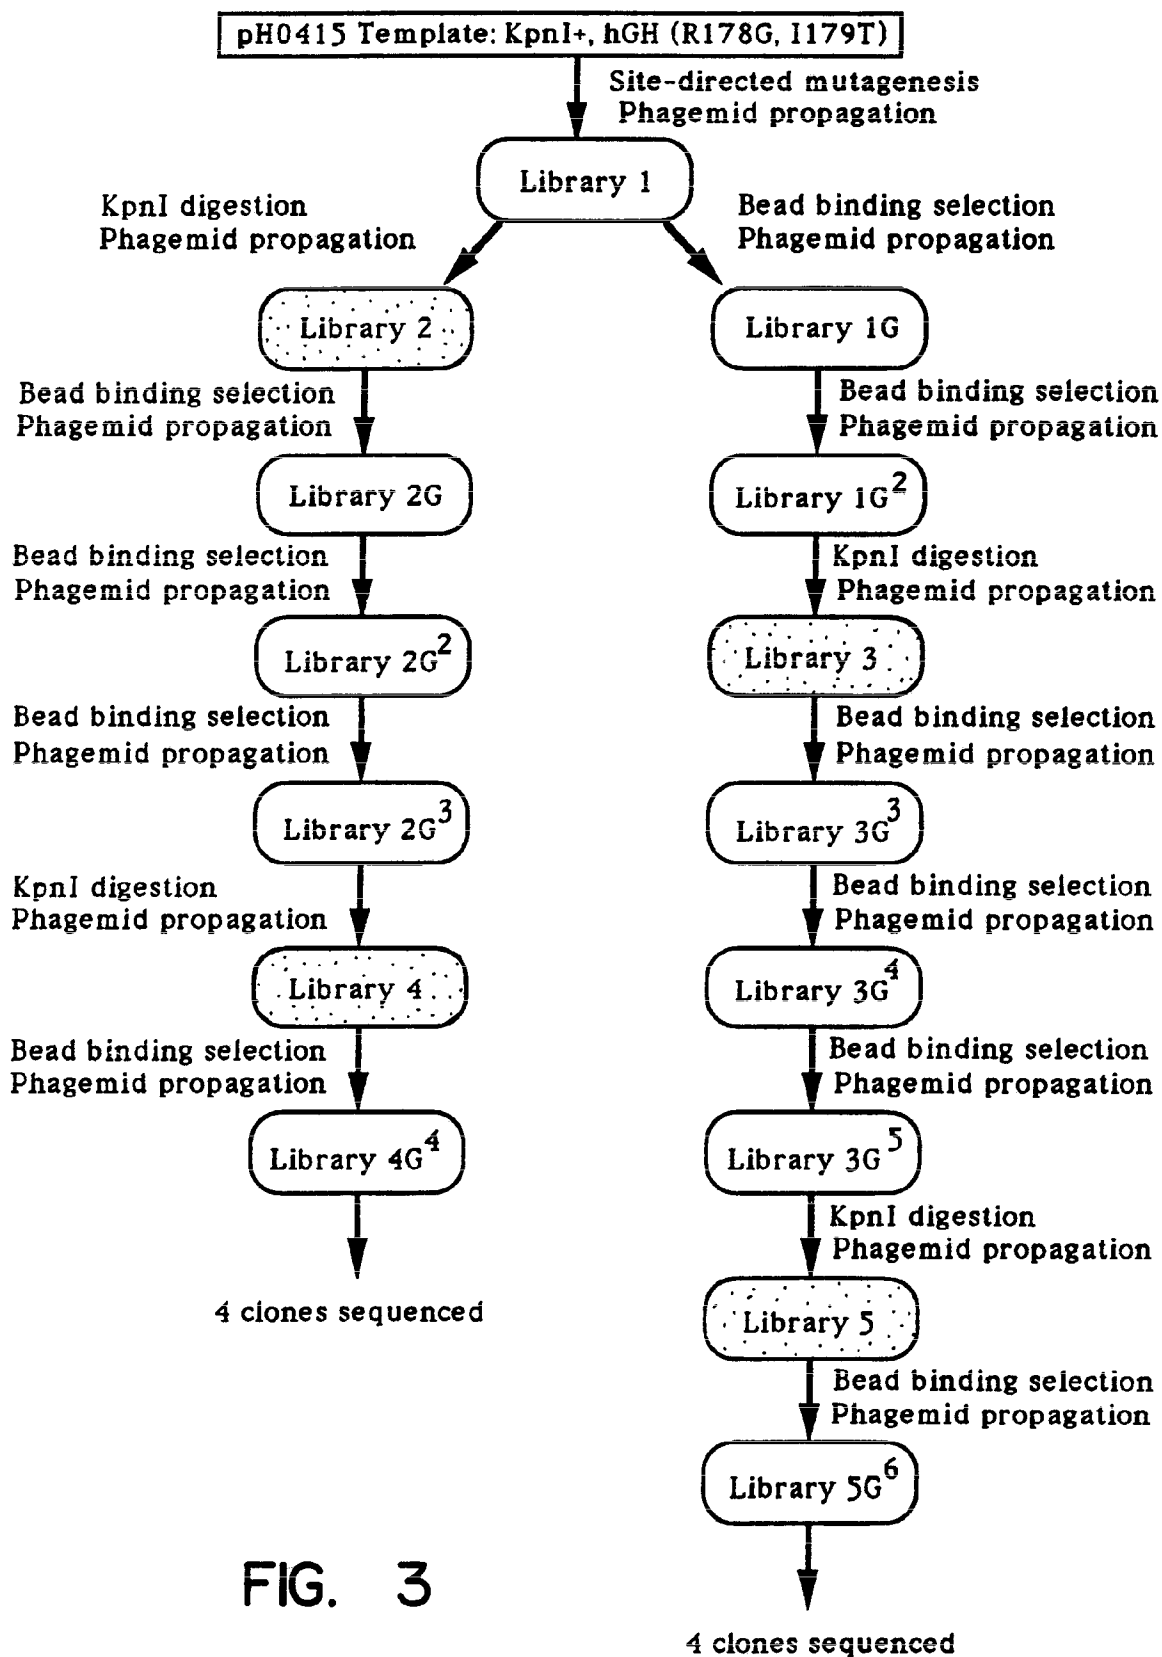 pH0415 Template: KpnI+, hGH (R178G, I179T)
Site-directed mutagenesis
Phagemid propagation
Library 1
KpnI digestion
Phagemid propagation
Bead binding selection
Phagemid propagation
Library 2
Library 1G
Bead binding selection
Phagemid propagation
Bead binding selection
Phagemid propagation
Library 2G
Library 1G²
Bead binding selection
Phagemid propagation
KpnI digestion
Phagemid propagation
Library 2G²
Library 3
Bead binding selection
Phagemid propagation
Bead binding selection
Phagemid propagation
Library 2G³
Library 3G³
KpnI digestion
Phagemid propagation
Bead binding selection
Phagemid propagation
Library 4
Library 3G⁴
Bead binding selection
Phagemid propagation
Bead binding selection
Phagemid propagation
Library 4G⁴
Library 3G⁵
KpnI digestion
Phagemid propagation
4 clones sequenced
Library 5
Bead binding selection
Phagemid propagation
Library 5G⁶
FIG. 3
4 clones sequenced